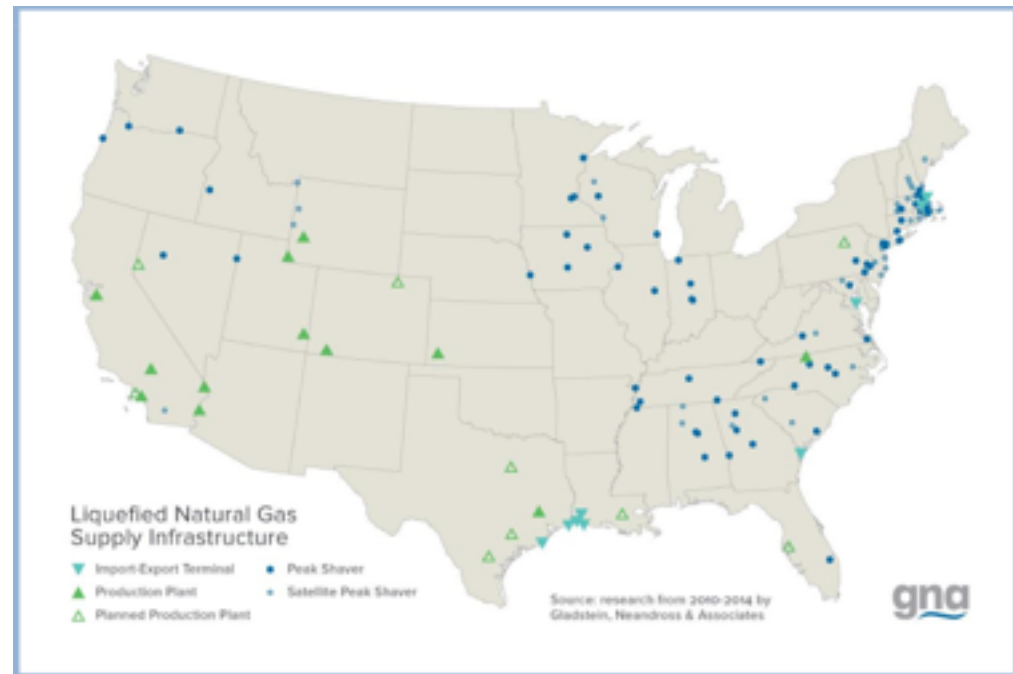 Liquefied Natural Gas
Supply Infrastructure
Import-Export Terminal
Production Plant
Planned Production Plant
Peak Shaver
Satellite Peak Shaver
Source: research from 2010-2014 by
Gladstein, Neandross & Associates
gna